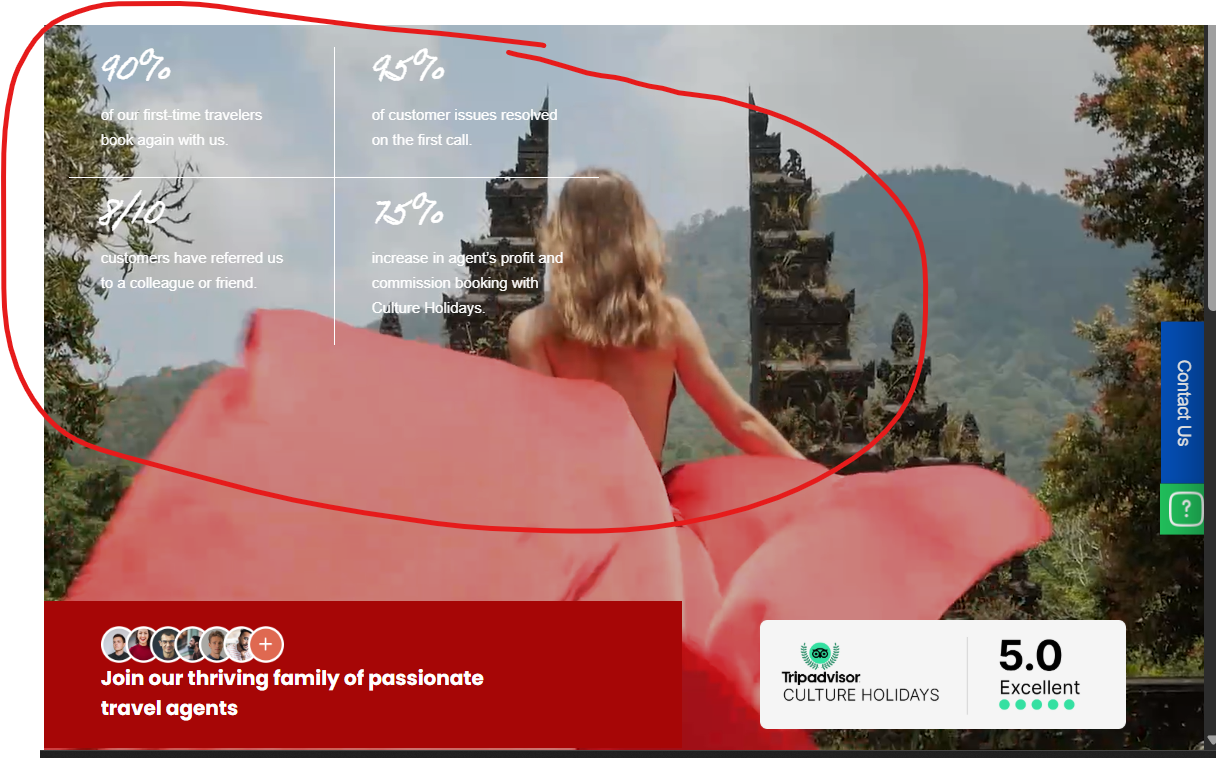 90%
of our first-time travelers
book again with us.
95%
of customer issues resolved
on the first call.
8/10
customers have referred us
to a colleague or friend.
75%
increase in agent's profit and
commission booking with
Culture Holidays.
Contact Us
?
+
Join our thriving family of passionate
travel agents
Tripadvisor
CULTURE HOLIDAYS
5.0
Excellent